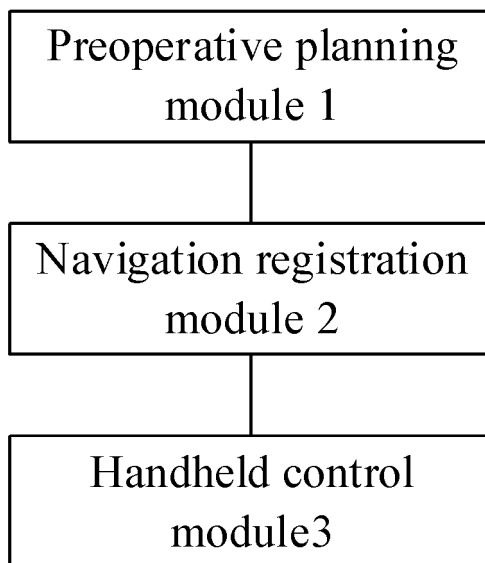 Preoperative planning
module 1
Navigation registration
module 2
Handheld control
module3